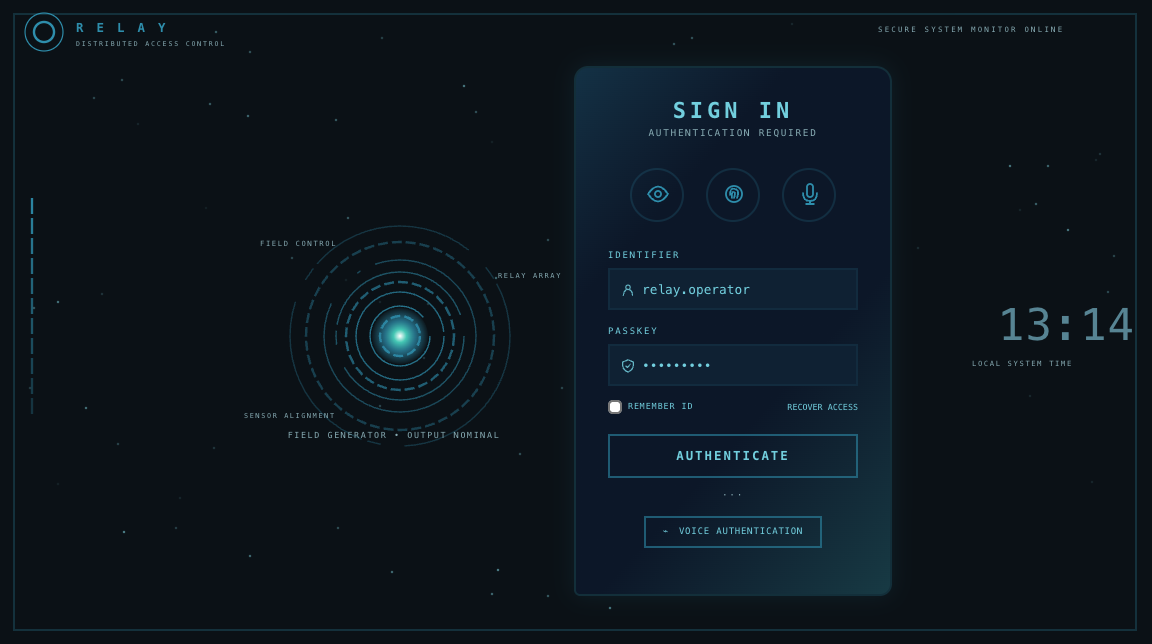 RELAY
DISTRIBUTED ACCESS CONTROL
SECURE SYSTEM MONITOR ONLINE
SIGN IN
AUTHENTICATION REQUIRED
FIELD CONTROL
RELAY ARRAY
SENSOR ALIGNMENT
FIELD GENERATOR • OUTPUT NOMINAL
IDENTIFIER
relay.operator
PASSKEY
•••••••••
REMEMBER ID
RECOVER ACCESS
AUTHENTICATE
...
VOICE AUTHENTICATION
13:14
LOCAL SYSTEM TIME